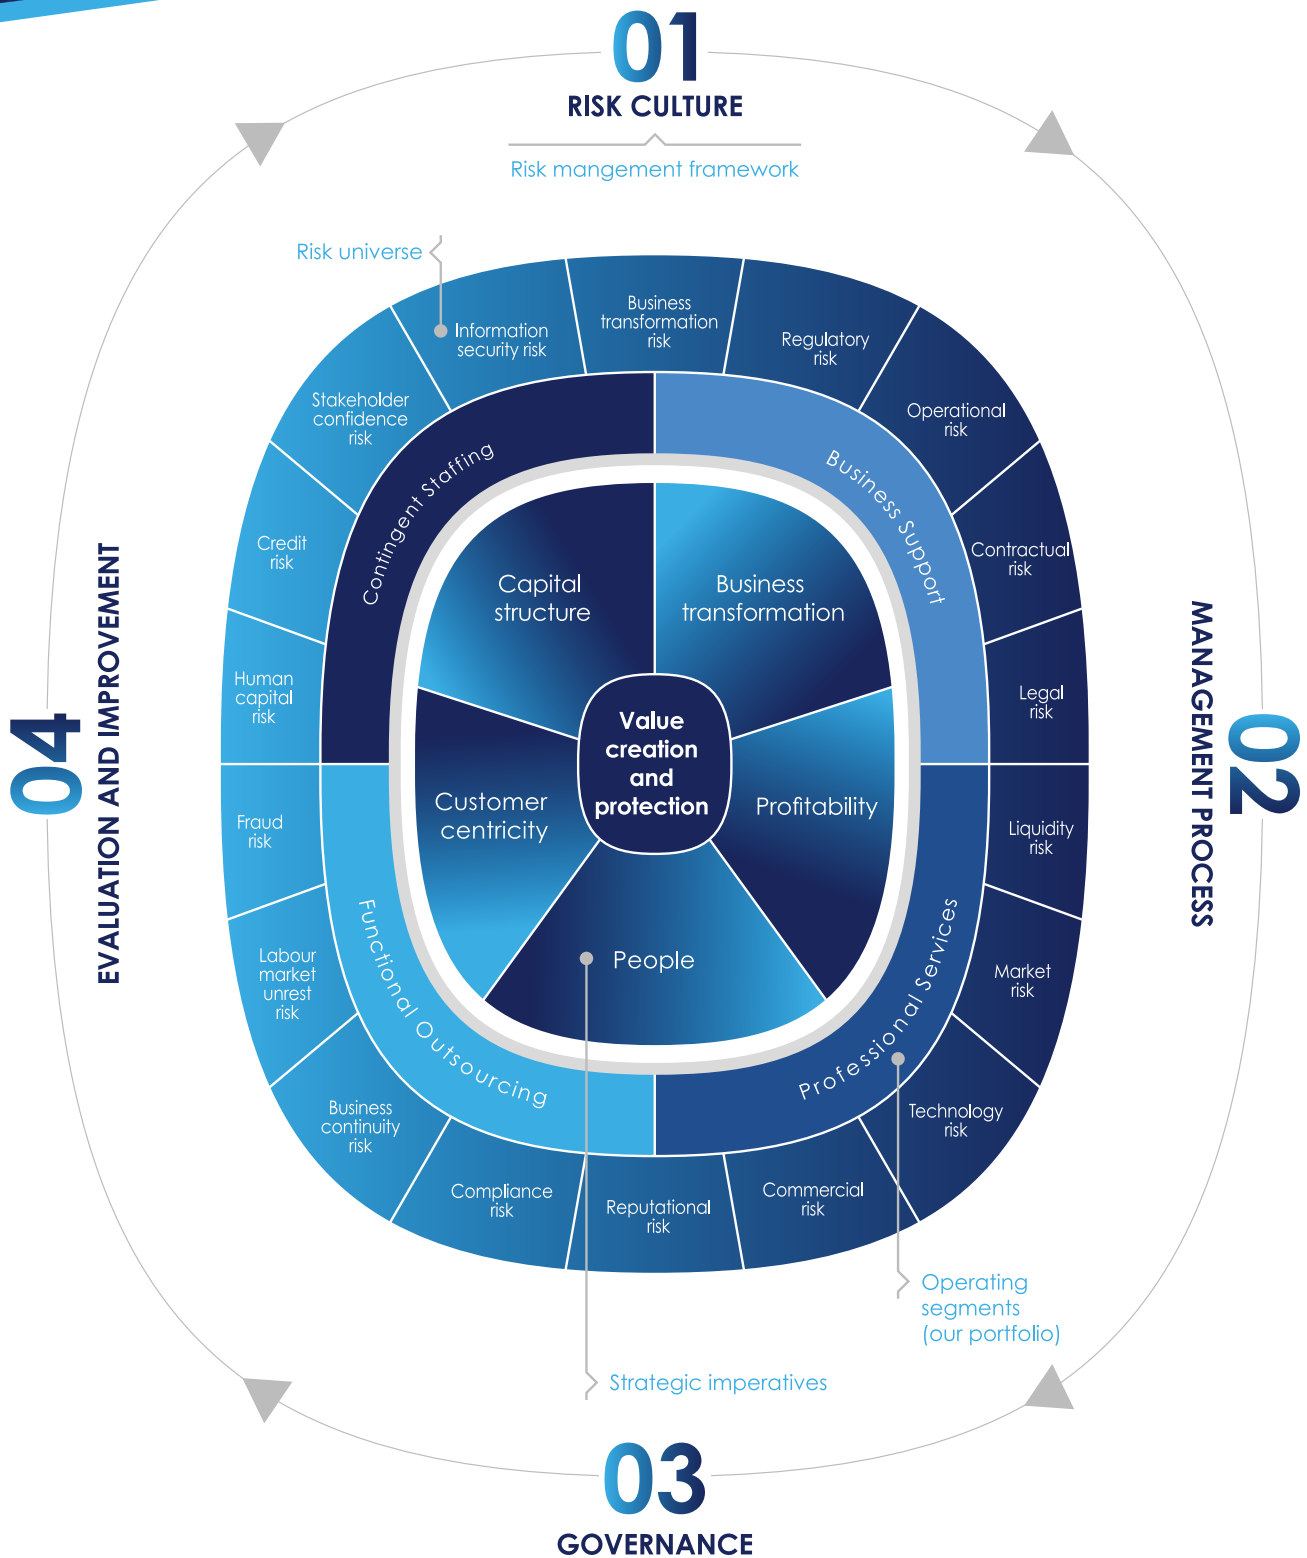 01
RISK CULTURE
Risk mangement framework
Risk universe
Business
transformation
risk
Regulatory
risk
Operational
risk
Contractual
risk
Legal
risk
Liquidity
risk
Market
risk
Technology
risk
Commercial
risk
Reputational
risk
Compliance
risk
Business
continuity
risk
Labour
market
unrest
risk
Fraud
risk
Human
capital
risk
Credit
risk
Stakeholder
confidence
risk
Information
security risk
Contingent Staffing
Business Support
Professional Services
Functional Outsourcing
Capital
structure
Business
transformation
Profitability
People
Customer
centricity
Value
creation
and
protection
02
MANAGEMENT PROCESS
Operating
segments
(our portfolio)
Strategic imperatives
03
GOVERNANCE
04
EVALUATION AND IMPROVEMENT